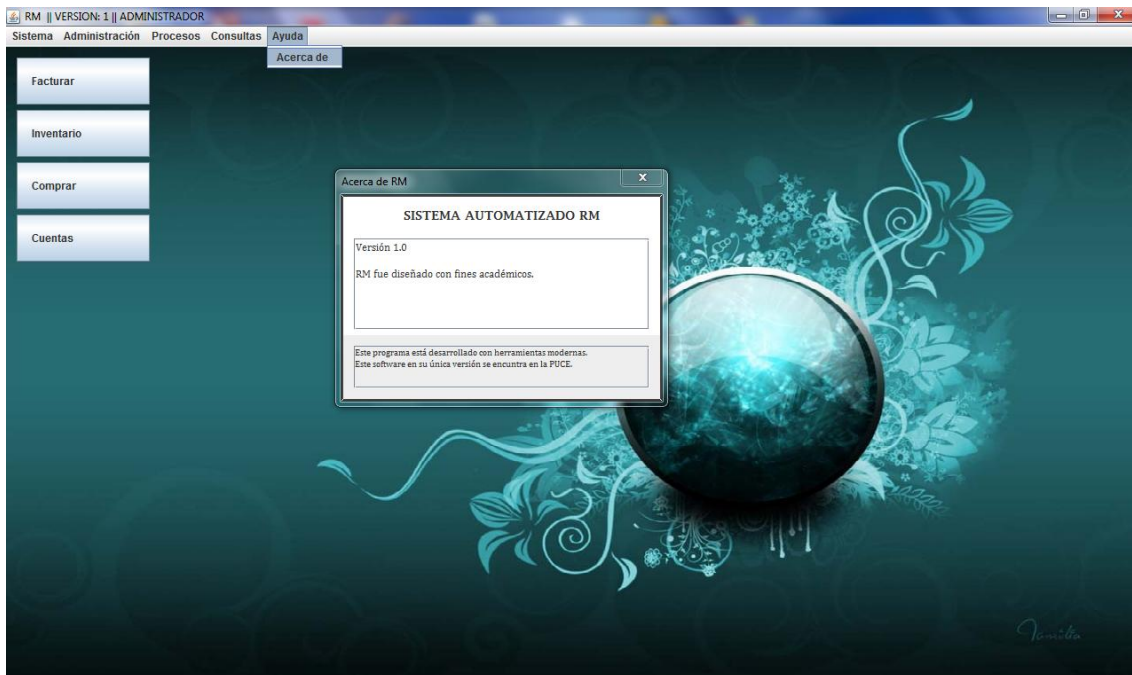 RM || VERSION: 1 || ADMINISTRADOR
Sistema Administración Procesos Consultas Ayuda
Acerca de
Facturar
Inventario
Comprar
Cuentas
Acerca de RM
SISTEMA AUTOMATIZADO RM
Versión 1.0
RM fue diseñado con fines académicos.
Este programa está desarrollado con herramientas modernas.
Este software en su única versión se encuntra en la PUCE.